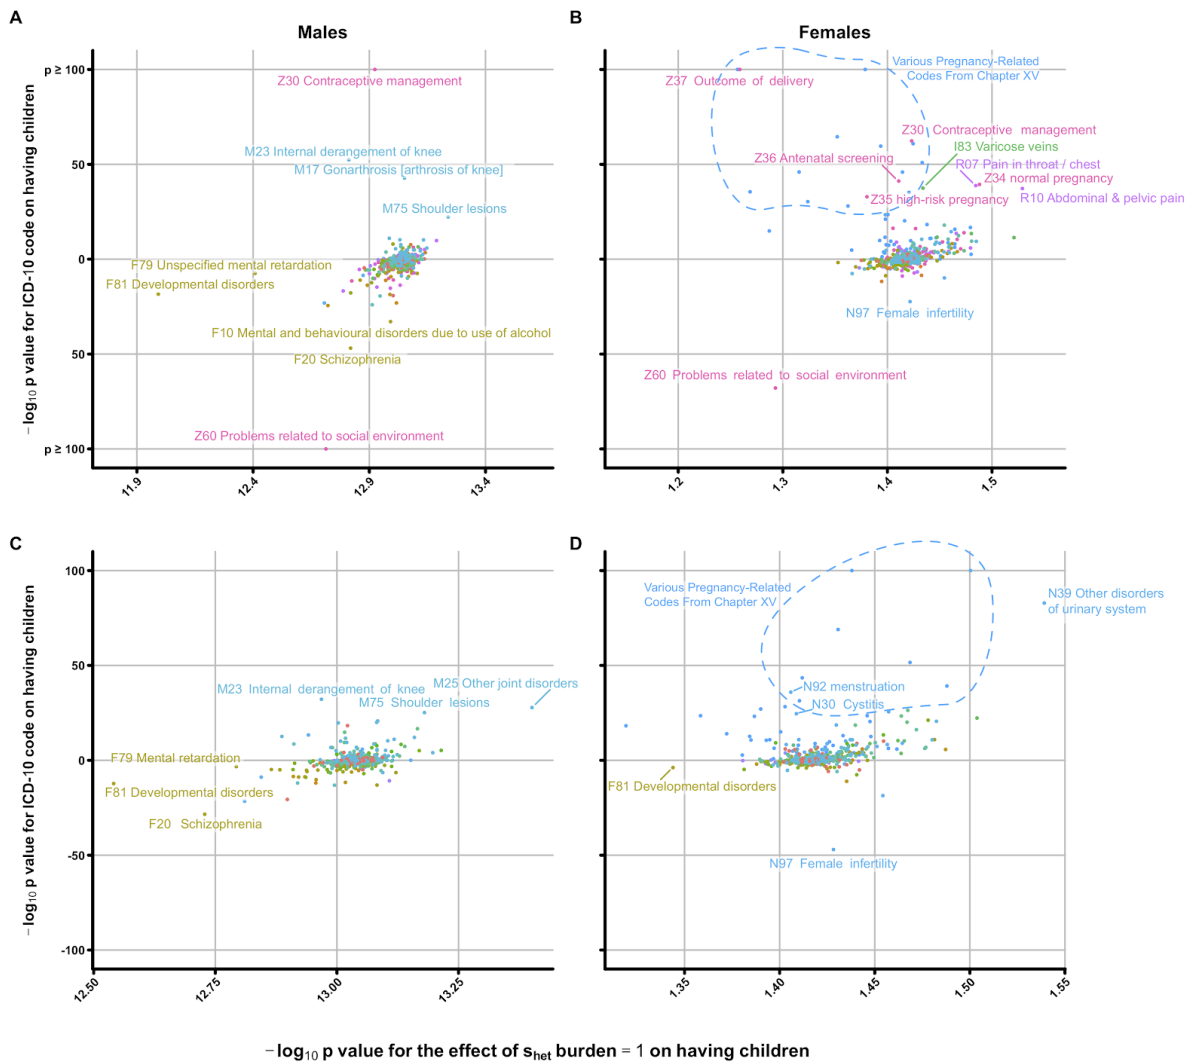 A
B
Males
Females
p ≥ 100
50
0
50
p ≥ 100
− log₁₀ p value for ICD-10 code on having children
Z30 Contraceptive management
M23 Internal derangement of knee
M17 Gonarthrosis [arthrosis of knee]
M75 Shoulder lesions
F79 Unspecified mental retardation
F81 Developmental disorders
F10 Mental and behavioural disorders due to use of alcohol
F20 Schizophrenia
Z60 Problems related to social environment
11.9
12.4
12.9
13.4
Various Pregnancy-Related
Codes From Chapter XV
Z37 Outcome of delivery
Z30 Contraceptive management
I83 Varicose veins
Z36 Antenatal screening
R07 Pain in throat / chest
Z34 normal pregnancy
Z35 high-risk pregnancy
R10 Abdominal & pelvic pain
N97 Female infertility
Z60 Problems related to social environment
1.2
1.3
1.4
1.5
C
D
100
50
0
-50
-100
− log₁₀ p value for ICD-10 code on having children
M23 Internal derangement of knee
M25 Other joint disorders
M75 Shoulder lesions
F79 Mental retardation
F81 Developmental disorders
F20 Schizophrenia
12.50
12.75
13.00
13.25
Various Pregnancy-Related
Codes From Chapter XV
N39 Other disorders
of urinary system
N92 menstruation
N30 Cystitis
F81 Developmental disorders
N97 Female infertility
1.35
1.40
1.45
1.50
1.55
− log₁₀ p value for the effect of s_het burden = 1 on having children